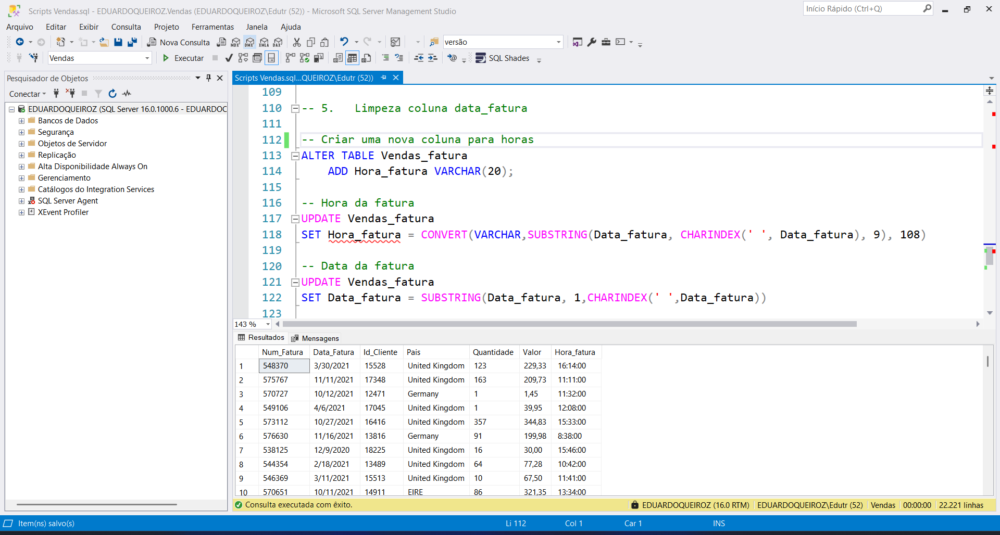 Scripts Vendas.sql - EDUARDOQUEIROZ.Vendas (EDUARDOQUEIROZ\Edutr (52)) - Microsoft SQL Server Management Studio
Início Rápido (Ctrl+Q)
Arquivo Editar Exibir Consulta Projeto Ferramentas Janela Ajuda
Nova Consulta MDX DMX XMLA DAX versão
Vendas Executar SQL Shades
Pesquisador de Objetos
Conectar
EDUARDOQUEIROZ (SQL Server 16.0.1000.6 - EDUARDOC
Bancos de Dados
Segurança
Objetos de Servidor
Replicação
Alta Disponibilidade Always On
Gerenciamento
Catálogos do Integration Services
SQL Server Agent
XEvent Profiler
Scripts Vendas.sql...QUEIROZ\Edutr (52))
109
110 -- 5.   Limpeza coluna data_fatura
111
112 -- Criar uma nova coluna para horas
113 ALTER TABLE Vendas_fatura
114     ADD Hora_fatura VARCHAR(20);
115
116 -- Hora da fatura
117 UPDATE Vendas_fatura
118 SET Hora_fatura = CONVERT(VARCHAR,SUBSTRING(Data_fatura, CHARINDEX(' ', Data_fatura), 9), 108)
119
120 -- Data da fatura
121 UPDATE Vendas_fatura
122 SET Data_fatura = SUBSTRING(Data_fatura, 1,CHARINDEX(' ',Data_fatura))
123
143 %
Resultados Mensagens
Num_Fatura Data_Fatura Id_Cliente Pais Quantidade Valor Hora_fatura
1 548370 3/30/2021 15528 United Kingdom 123 229,33 16:14:00
2 575767 11/11/2021 17348 United Kingdom 163 209,73 11:11:00
3 570727 10/12/2021 12471 Germany 1 1,45 11:32:00
4 549106 4/6/2021 17045 United Kingdom 1 39,95 12:08:00
5 573112 10/27/2021 16416 United Kingdom 357 344,83 15:33:00
6 576630 11/16/2021 13816 Germany 91 199,98 8:38:00
7 538125 12/9/2020 18225 United Kingdom 16 30,00 15:46:00
8 544354 2/18/2021 13489 United Kingdom 64 77,28 10:42:00
9 546369 3/11/2021 15513 United Kingdom 10 67,50 11:41:00
10 570651 10/11/2021 14911 EIRE 86 321,35 13:34:00
Consulta executada com êxito. EDUARDOQUEIROZ (16.0 RTM) EDUARDOQUEIROZ\Edutr (52) Vendas 00:00:00 22.221 linhas
Item(ns) salvo(s) Li 112 Col 1 Car 1 INS